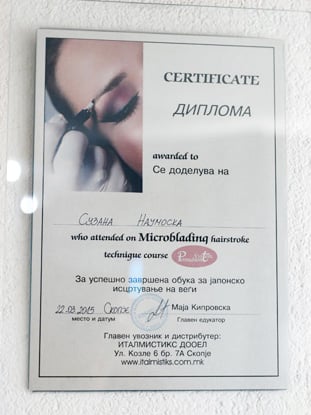 CERTIFICATE
ДИПЛОМА
awarded to
Се доделува на
Сузана Наумоска
who attended on Microblading hairstroke
technique course
За успешно завршена обука за јапонско
исцртување на веѓи
22.03.2015 Скопје Маја Кипровска
место и датум Главен едукатор
Главен увозник и дистрибутер:
ИТАЛМИСТИКС ДООЕЛ
Ул. Козле 6 бр. 7А Скопје
www.italmistiks.com.mk